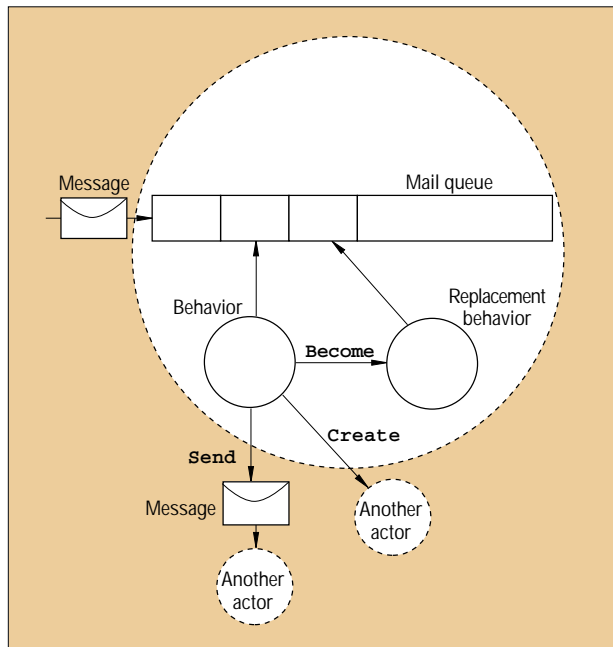 Message
Mail queue
Behavior
Replacement
behavior
Become
Create
Send
Message
Another
actor
Another
actor